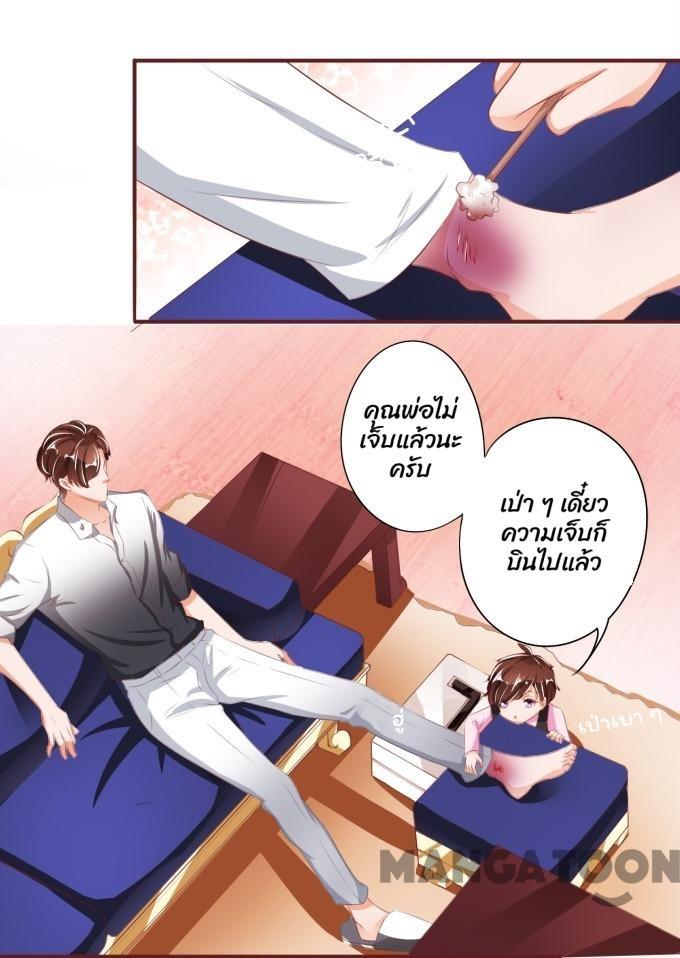 คุณพ่อไม่
เจ็บแล้วนะ
ครับ
เป่า ๆ เดี๋ยว
ความเจ็บก็
บินไปแล้ว
ฮู่
เป่าเบา ๆ
MANGATOON